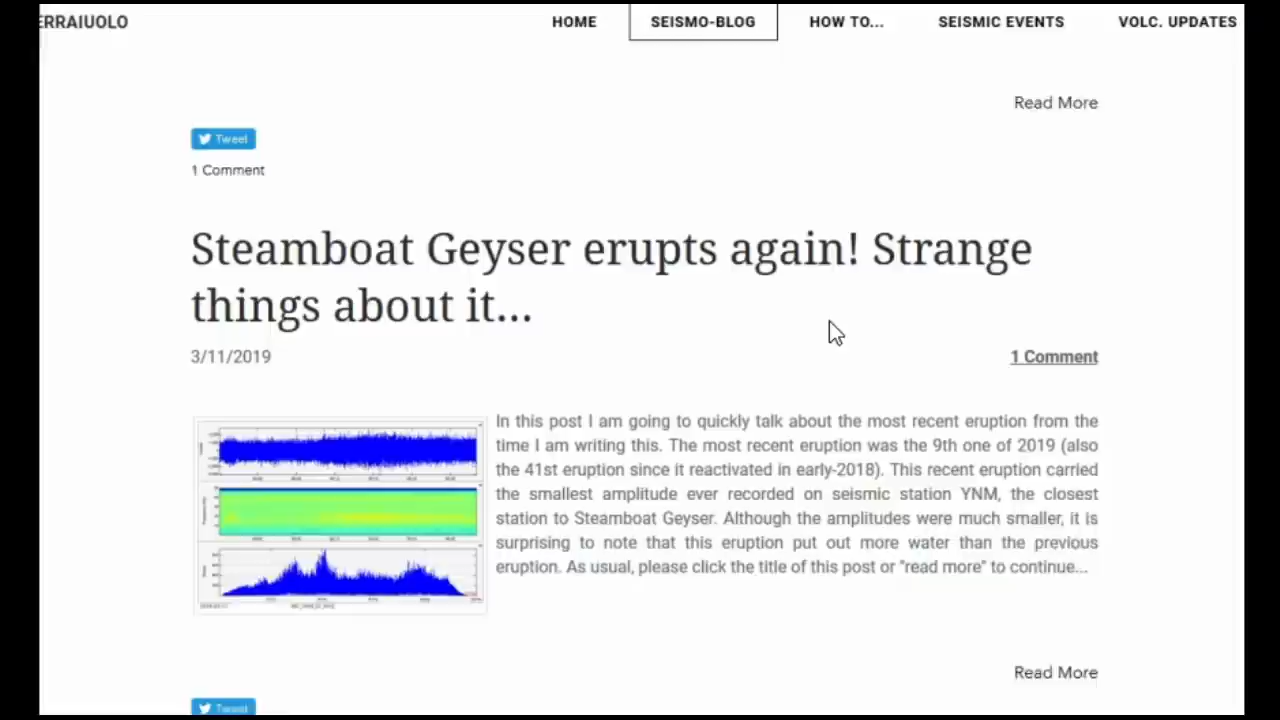 ERRAIUOLO HOME SEISMO-BLOG HOW TO... SEISMIC EVENTS VOLC. UPDATES
Read More
Tweet
1 Comment
Steamboat Geyser erupts again! Strange
things about it...
3/11/2019 1 Comment
In this post I am going to quickly talk about the most recent eruption from the
time I am writing this. The most recent eruption was the 9th one of 2019 (also
the 41st eruption since it reactivated in early-2018). This recent eruption carried
the smallest amplitude ever recorded on seismic station YNM, the closest
station to Steamboat Geyser. Although the amplitudes were much smaller, it is
surprising to note that this eruption put out more water than the previous
eruption. As usual, please click the title of this post or "read more" to continue...
Read More
Tweet